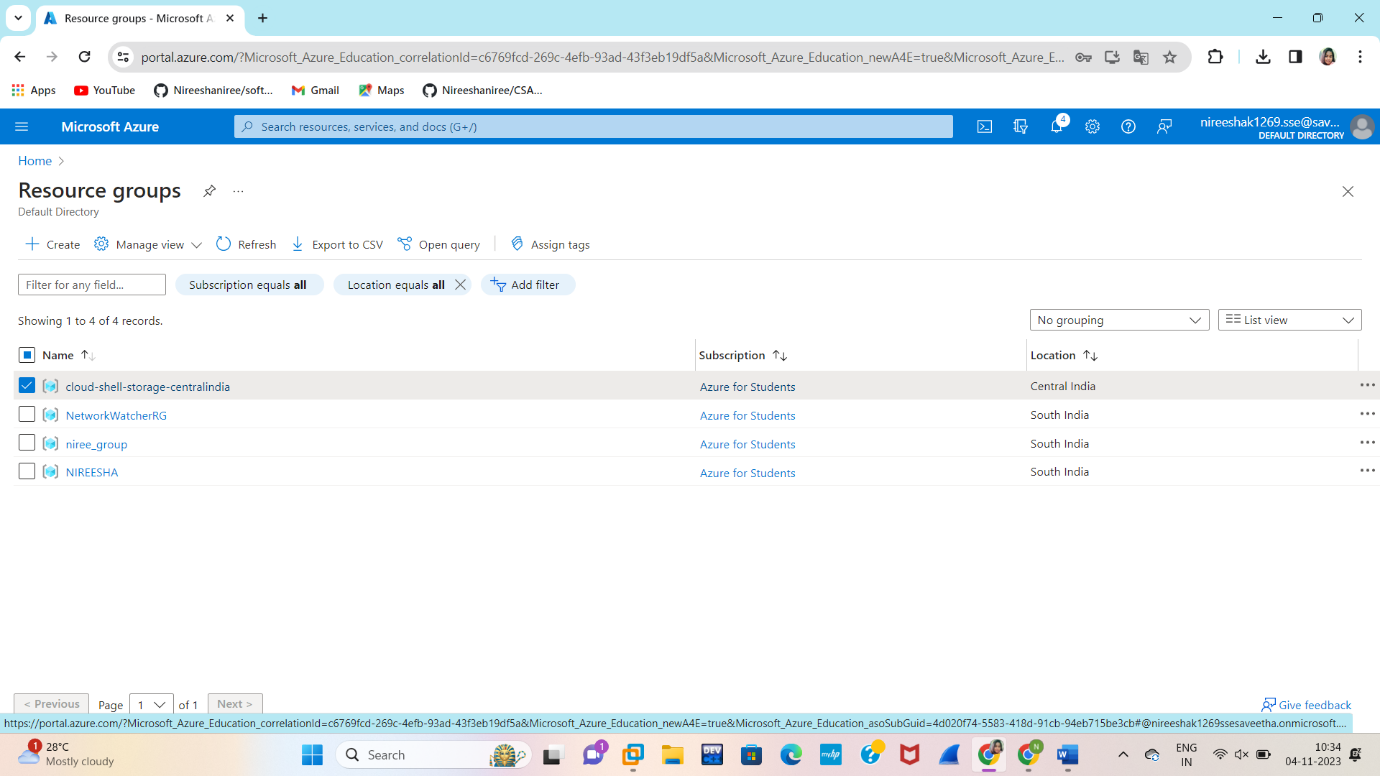 Resource groups - Microsoft A
portal.azure.com/?Microsoft_Azure_Education_correlationId=c6769fcd-269c-4efb-93ad-43f3eb19df5a&Microsoft_Azure_Education_newA4E=true&Microsoft_Azure_E...
Apps YouTube Nireeshaniree/soft... Gmail Maps Nireeshaniree/CSA...
Microsoft Azure Search resources, services, and docs (G+/) 4 nireeshak1269.sse@sav...
DEFAULT DIRECTORY
Home
Resource groups ...
Default Directory
Create Manage view Refresh Export to CSV Open query Assign tags
Filter for any field... Subscription equals all Location equals all Add filter
Showing 1 to 4 of 4 records. No grouping List view
Name Subscription Location
cloud-shell-storage-centralindia Azure for Students Central India
NetworkWatcherRG Azure for Students South India
niree_group Azure for Students South India
NIREESHA Azure for Students South India
< Previous Page 1 of 1 Next > Give feedback
https://portal.azure.com/?Microsoft_Azure_Education_correlationId=c6769fcd-269c-4efb-93ad-43f3eb19df5a&Microsoft_Azure_Education_newA4E=true&Microsoft_Azure_Education_asoSubGuid=4d020f74-5583-418d-91cb-94eb715be3cb#@nireeshak1269ssesaveetha.onmicrosoft....
1 28°C
Mostly cloudy
Search 1 DEV myhp N W
ENG
IN
10:34
04-11-2023